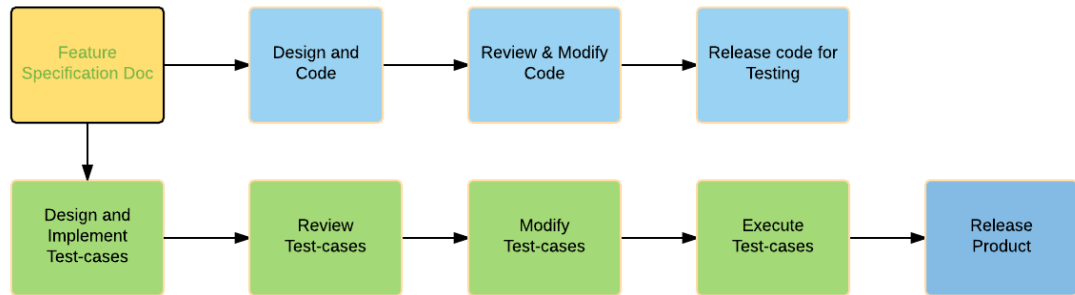 Feature
Specification Doc
Design and
Code
Review & Modify
Code
Release code for
Testing
Design and
Implement
Test-cases
Review
Test-cases
Modify
Test-cases
Execute
Test-cases
Release
Product